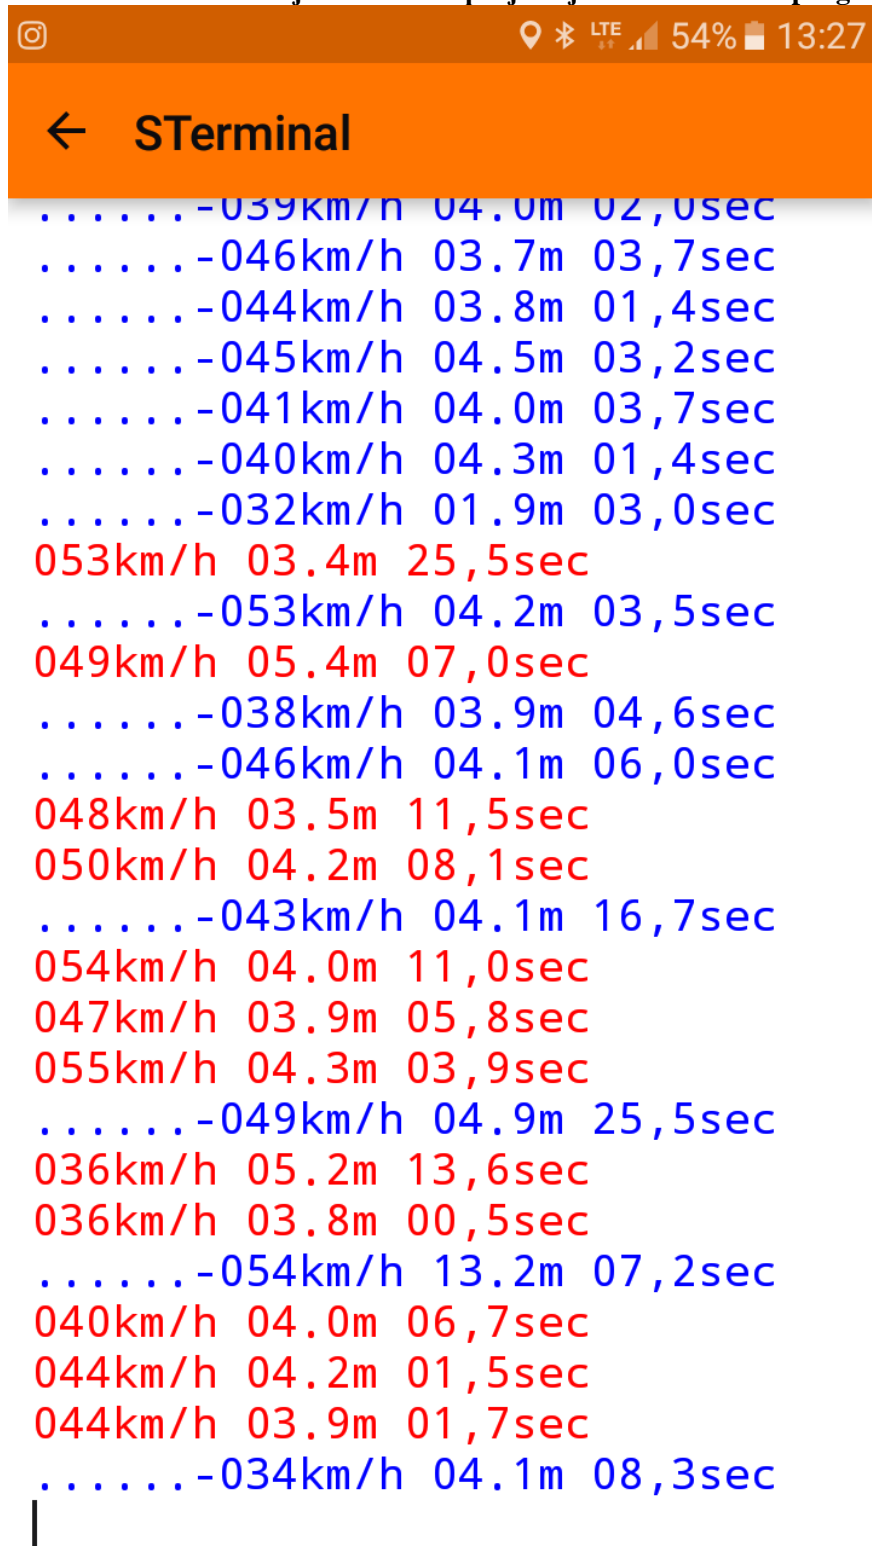 LTE 54% 13:27
STerminal
......-039km/h 04.0m 02,0sec
......-046km/h 03.7m 03,7sec
......-044km/h 03.8m 01,4sec
......-045km/h 04.5m 03,2sec
......-041km/h 04.0m 03,7sec
......-040km/h 04.3m 01,4sec
......-032km/h 01.9m 03,0sec
053km/h 03.4m 25,5sec
......-053km/h 04.2m 03,5sec
049km/h 05.4m 07,0sec
......-038km/h 03.9m 04,6sec
......-046km/h 04.1m 06,0sec
048km/h 03.5m 11,5sec
050km/h 04.2m 08,1sec
......-043km/h 04.1m 16,7sec
054km/h 04.0m 11,0sec
047km/h 03.9m 05,8sec
055km/h 04.3m 03,9sec
......-049km/h 04.9m 25,5sec
036km/h 05.2m 13,6sec
036km/h 03.8m 00,5sec
......-054km/h 13.2m 07,2sec
040km/h 04.0m 06,7sec
044km/h 04.2m 01,5sec
044km/h 03.9m 01,7sec
......-034km/h 04.1m 08,3sec